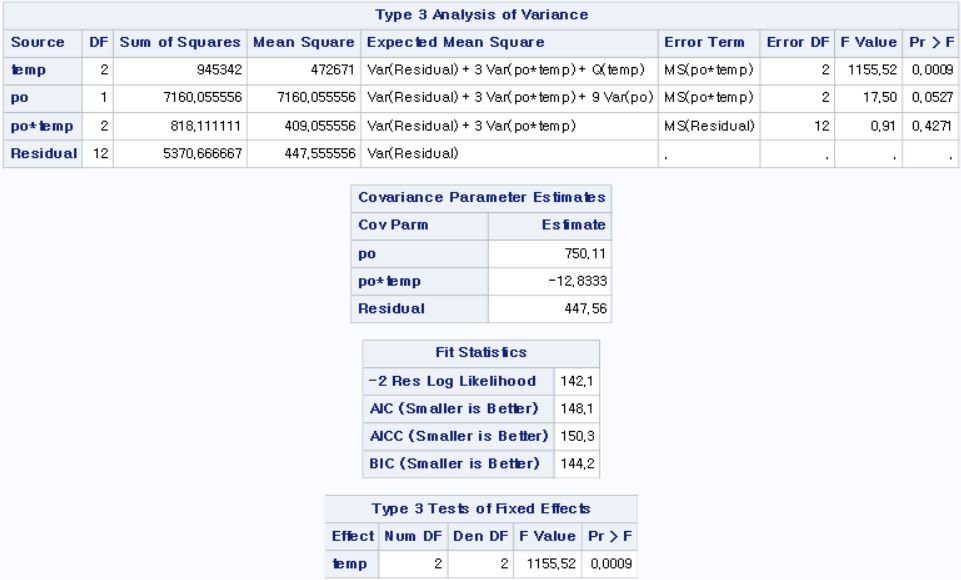 Type 3 Analysis of Variance
Source DF Sum of Squares Mean Square Expected Mean Square Error Term Error DF F Value Pr > F
temp 2 945342 472671 Var(Residual) + 3 Var(po*temp) + Q(temp) MS(po*temp) 2 1155,52 0,0009
po 1 7160,055556 7160,055556 Var(Residual) + 3 Var(po*temp) + 9 Var(po) MS(po*temp) 2 17,50 0,0527
po*temp 2 818,111111 409,055556 Var(Residual) + 3 Var(po*temp) MS(Residual) 12 0,91 0,4271
Residual 12 5370,666667 447,555556 Var(Residual) . . . .
Covariance Parameter Estimates
Cov Parm Estimate
po 750,11
po*temp -12,8333
Residual 447,56
Fit Statistics
-2 Res Log Likelihood 142,1
AIC (Smaller is Better) 148,1
AICC (Smaller is Better) 150,3
BIC (Smaller is Better) 144,2
Type 3 Tests of Fixed Effects
Effect Num DF Den DF F Value Pr > F
temp 2 2 1155,52 0,0009